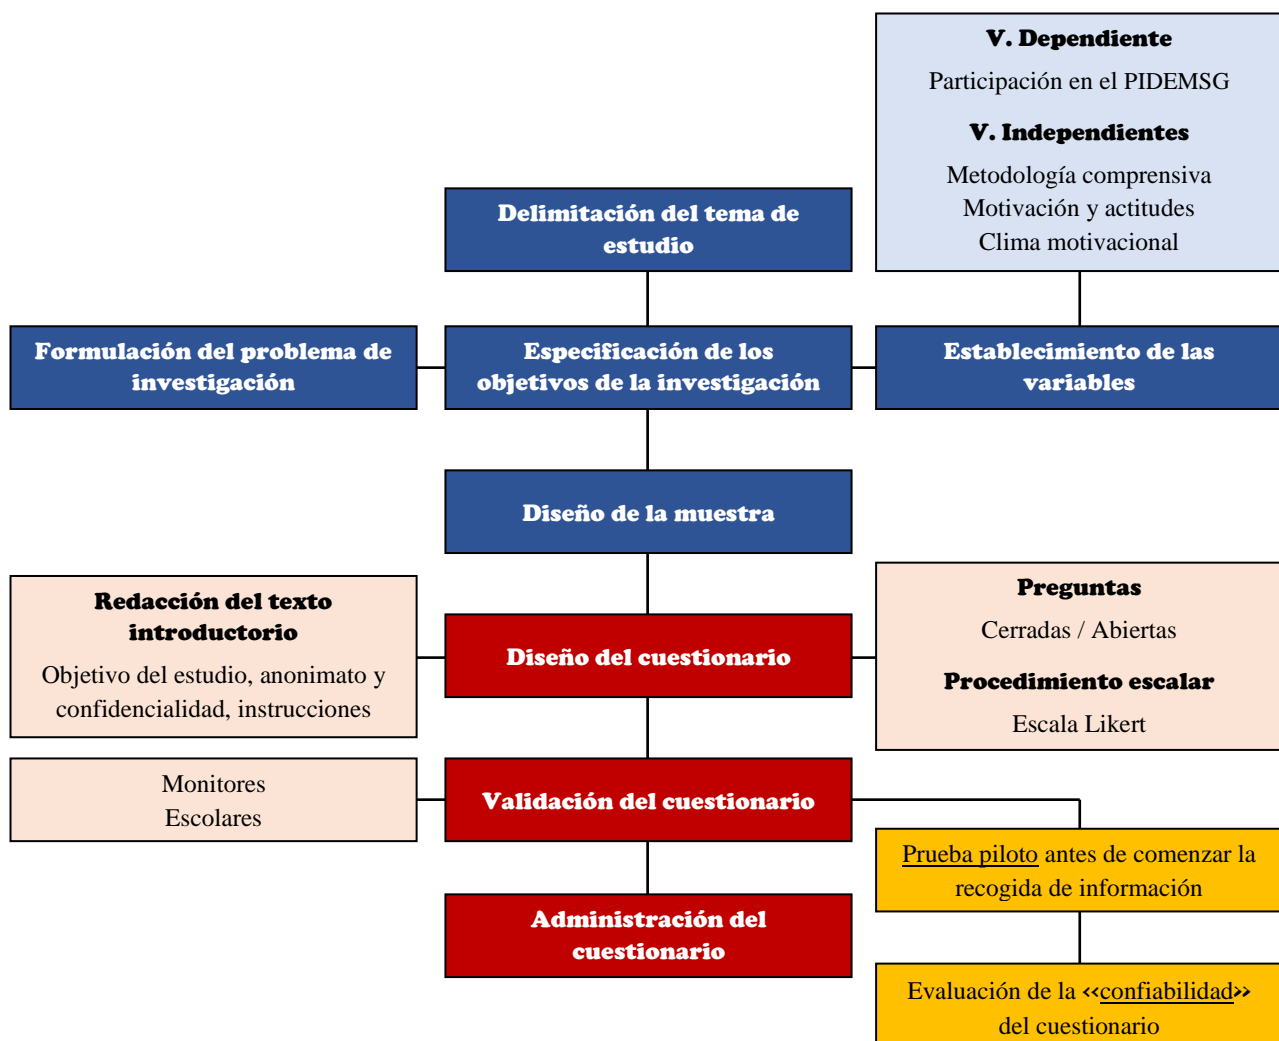 V. Dependiente
Participación en el PIDEMSG
V. Independientes
Metodología comprensiva
Motivación y actitudes
Clima motivacional
Delimitación del tema de
estudio
Formulación del problema de
investigación
Especificación de los
objetivos de la investigación
Establecimiento de las
variables
Diseño de la muestra
Redacción del texto
introductorio
Objetivo del estudio, anonimato y
confidencialidad, instrucciones
Diseño del cuestionario
Preguntas
Cerradas / Abiertas
Procedimiento escalar
Escala Likert
Monitores
Escolares
Validación del cuestionario
Prueba piloto antes de comenzar la
recogida de información
Administración del
cuestionario
Evaluación de la «confiabilidad»
del cuestionario